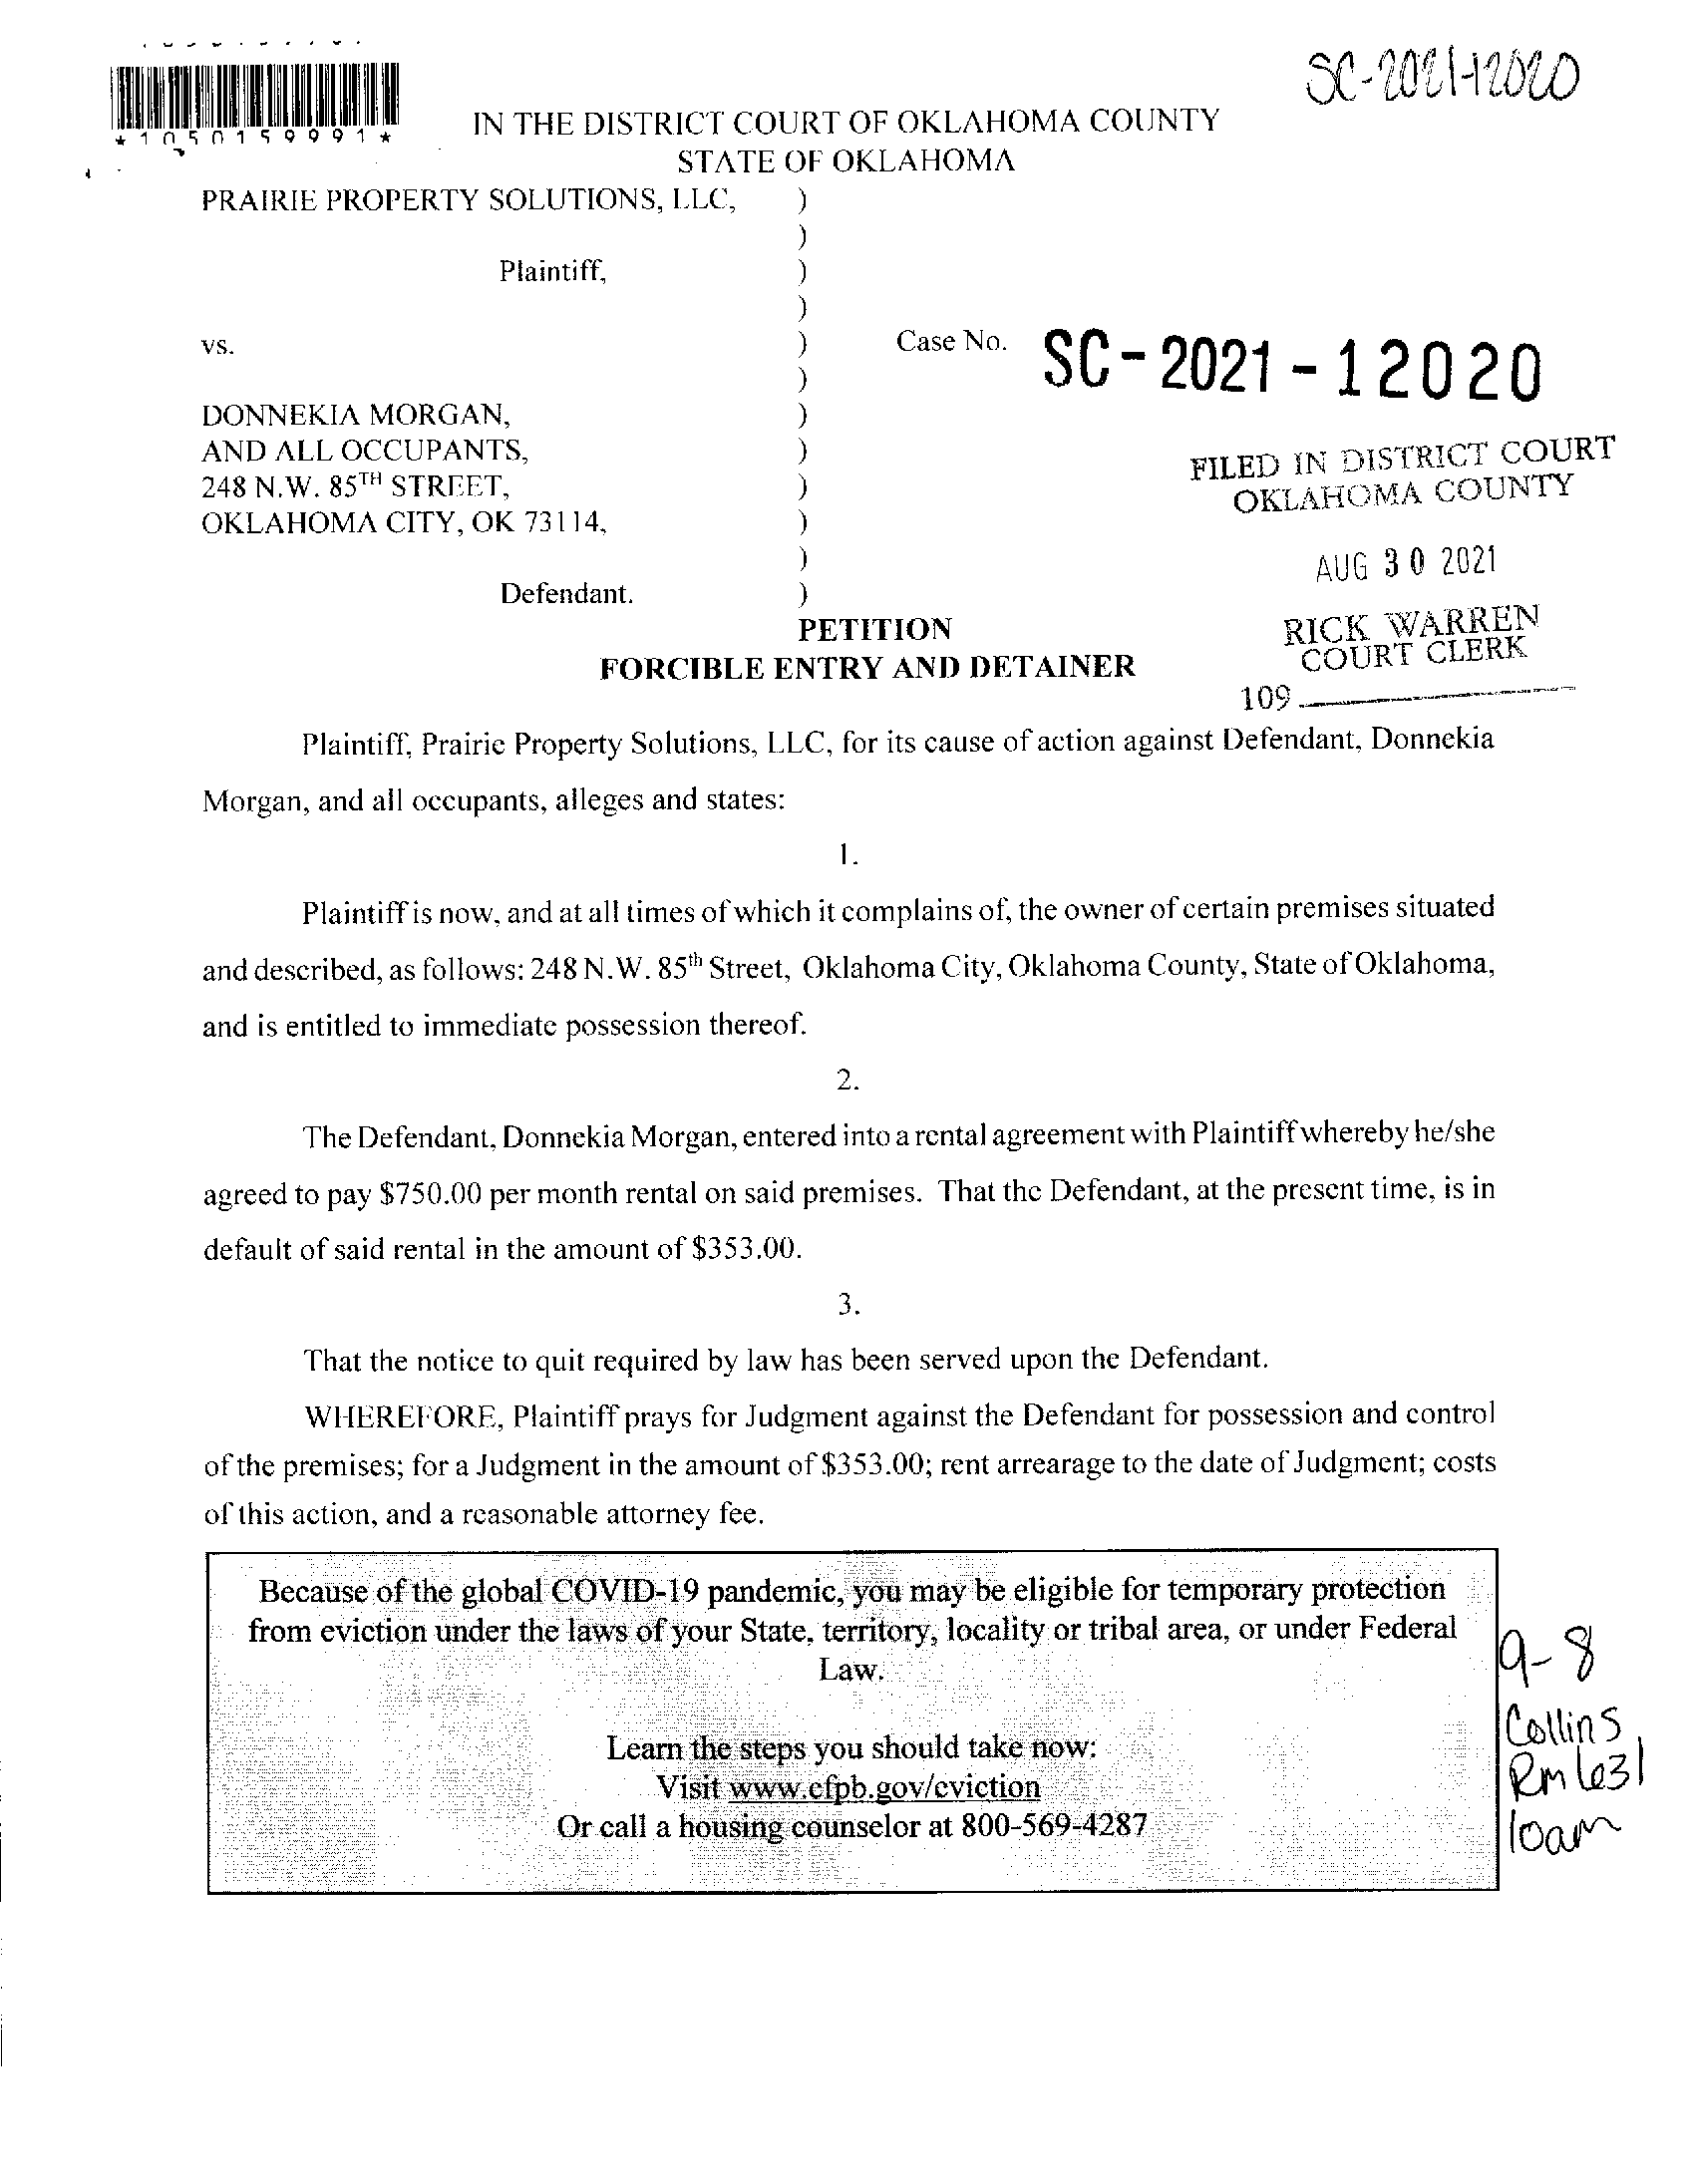 SC-2021-12020
*1050159991*
IN THE DISTRICT COURT OF OKLAHOMA COUNTY
STATE OF OKLAHOMA
PRAIRIE PROPERTY SOLUTIONS, LLC, )
)
Plaintiff, )
)
vs. ) Case No. SC-2021-12020
)
DONNEKIA MORGAN, )
AND ALL OCCUPANTS, )
248 N.W. 85TH STREET, )
OKLAHOMA CITY, OK 73114, )
)
Defendant. )
FILED IN DISTRICT COURT
OKLAHOMA COUNTY
AUG 30 2021
RICK WARREN
COURT CLERK
109
PETITION
FORCIBLE ENTRY AND DETAINER
Plaintiff, Prairie Property Solutions, LLC, for its cause of action against Defendant, Donnekia
Morgan, and all occupants, alleges and states:
1.
Plaintiff is now, and at all times of which it complains of, the owner of certain premises situated
and described, as follows: 248 N.W. 85th Street, Oklahoma City, Oklahoma County, State of Oklahoma,
and is entitled to immediate possession thereof.
2.
The Defendant, Donnekia Morgan, entered into a rental agreement with Plaintiff whereby he/she
agreed to pay $750.00 per month rental on said premises. That the Defendant, at the present time, is in
default of said rental in the amount of $353.00.
3.
That the notice to quit required by law has been served upon the Defendant.
WHEREFORE, Plaintiff prays for Judgment against the Defendant for possession and control
of the premises; for a Judgment in the amount of $353.00; rent arrearage to the date of Judgment; costs
of this action, and a reasonable attorney fee.
Because of the global COVID-19 pandemic, you may be eligible for temporary protection
from eviction under the laws of your State, territory, locality or tribal area, or under Federal
Law.
Learn the steps you should take now:
Visit www.cfpb.gov/eviction
Or call a housing counselor at 800-569-4287
9-8
Collins
Rm 631
10am